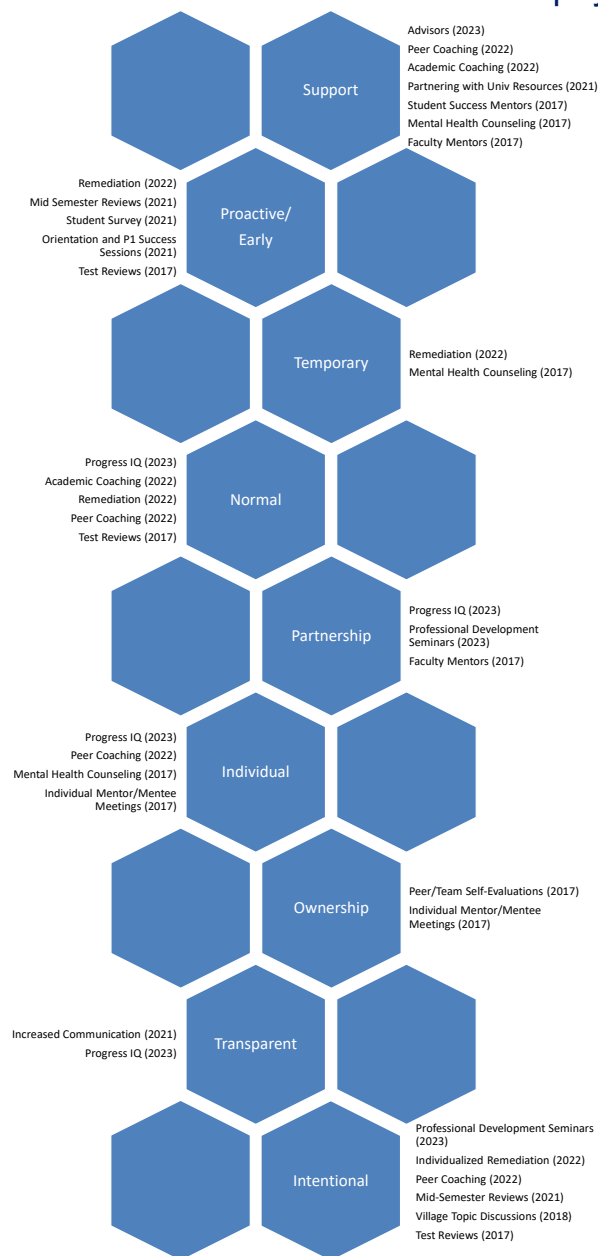 Advisors (2023)
Peer Coaching (2022)
Academic Coaching (2022)
Partnering with Univ Resources (2021)
Student Success Mentors (2017)
Mental Health Counseling (2017)
Faculty Mentors (2017)
Support
Remediation (2022)
Mid Semester Reviews (2021)
Student Survey (2021)
Orientation and P1 Success
Sessions (2021)
Test Reviews (2017)
Proactive/
Early
Temporary
Remediation (2022)
Mental Health Counseling (2017)
Progress IQ (2023)
Academic Coaching (2022)
Remediation (2022)
Peer Coaching (2022)
Test Reviews (2017)
Normal
Partnership
Progress IQ (2023)
Professional Development
Seminars (2023)
Faculty Mentors (2017)
Progress IQ (2023)
Peer Coaching (2022)
Mental Health Counseling (2017)
Individual Mentor/Mentee
Meetings (2017)
Individual
Ownership
Peer/Team Self-Evaluations (2017)
Individual Mentor/Mentee
Meetings (2017)
Increased Communication (2021)
Progress IQ (2023)
Transparent
Intentional
Professional Development Seminars
(2023)
Individualized Remediation (2022)
Peer Coaching (2022)
Mid-Semester Reviews (2021)
Village Topic Discussions (2018)
Test Reviews (2017)